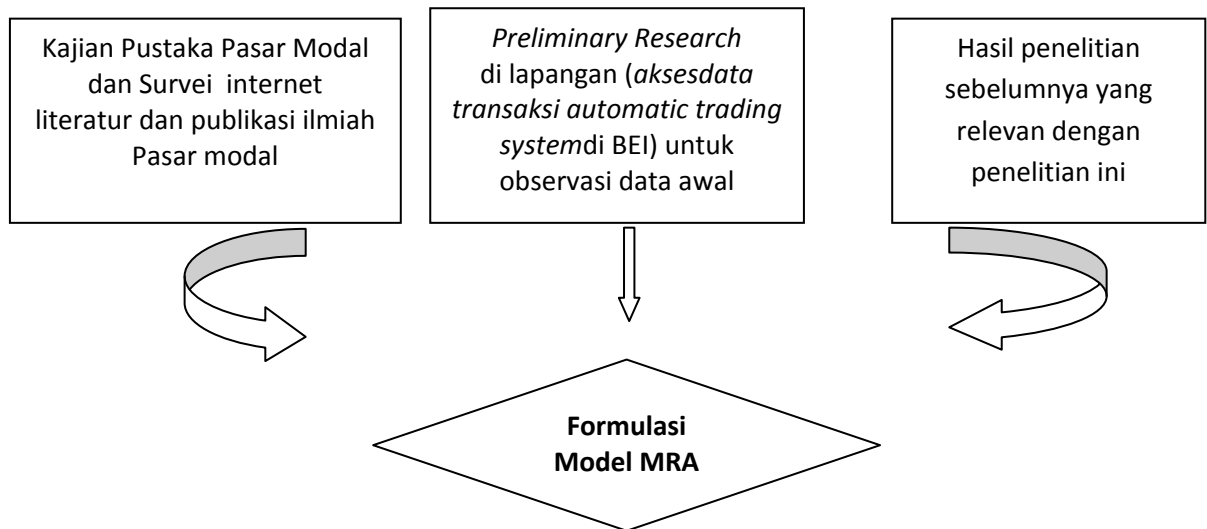 Kajian Pustaka Pasar Modal
dan Survei internet
literatur dan publikasi ilmiah
Pasar modal
Preliminary Research
di lapangan (aksesdata
transaksi automatic trading
systemdi BEI) untuk
observasi data awal
Hasil penelitian
sebelumnya yang
relevan dengan
penelitian ini
Formulasi
Model MRA